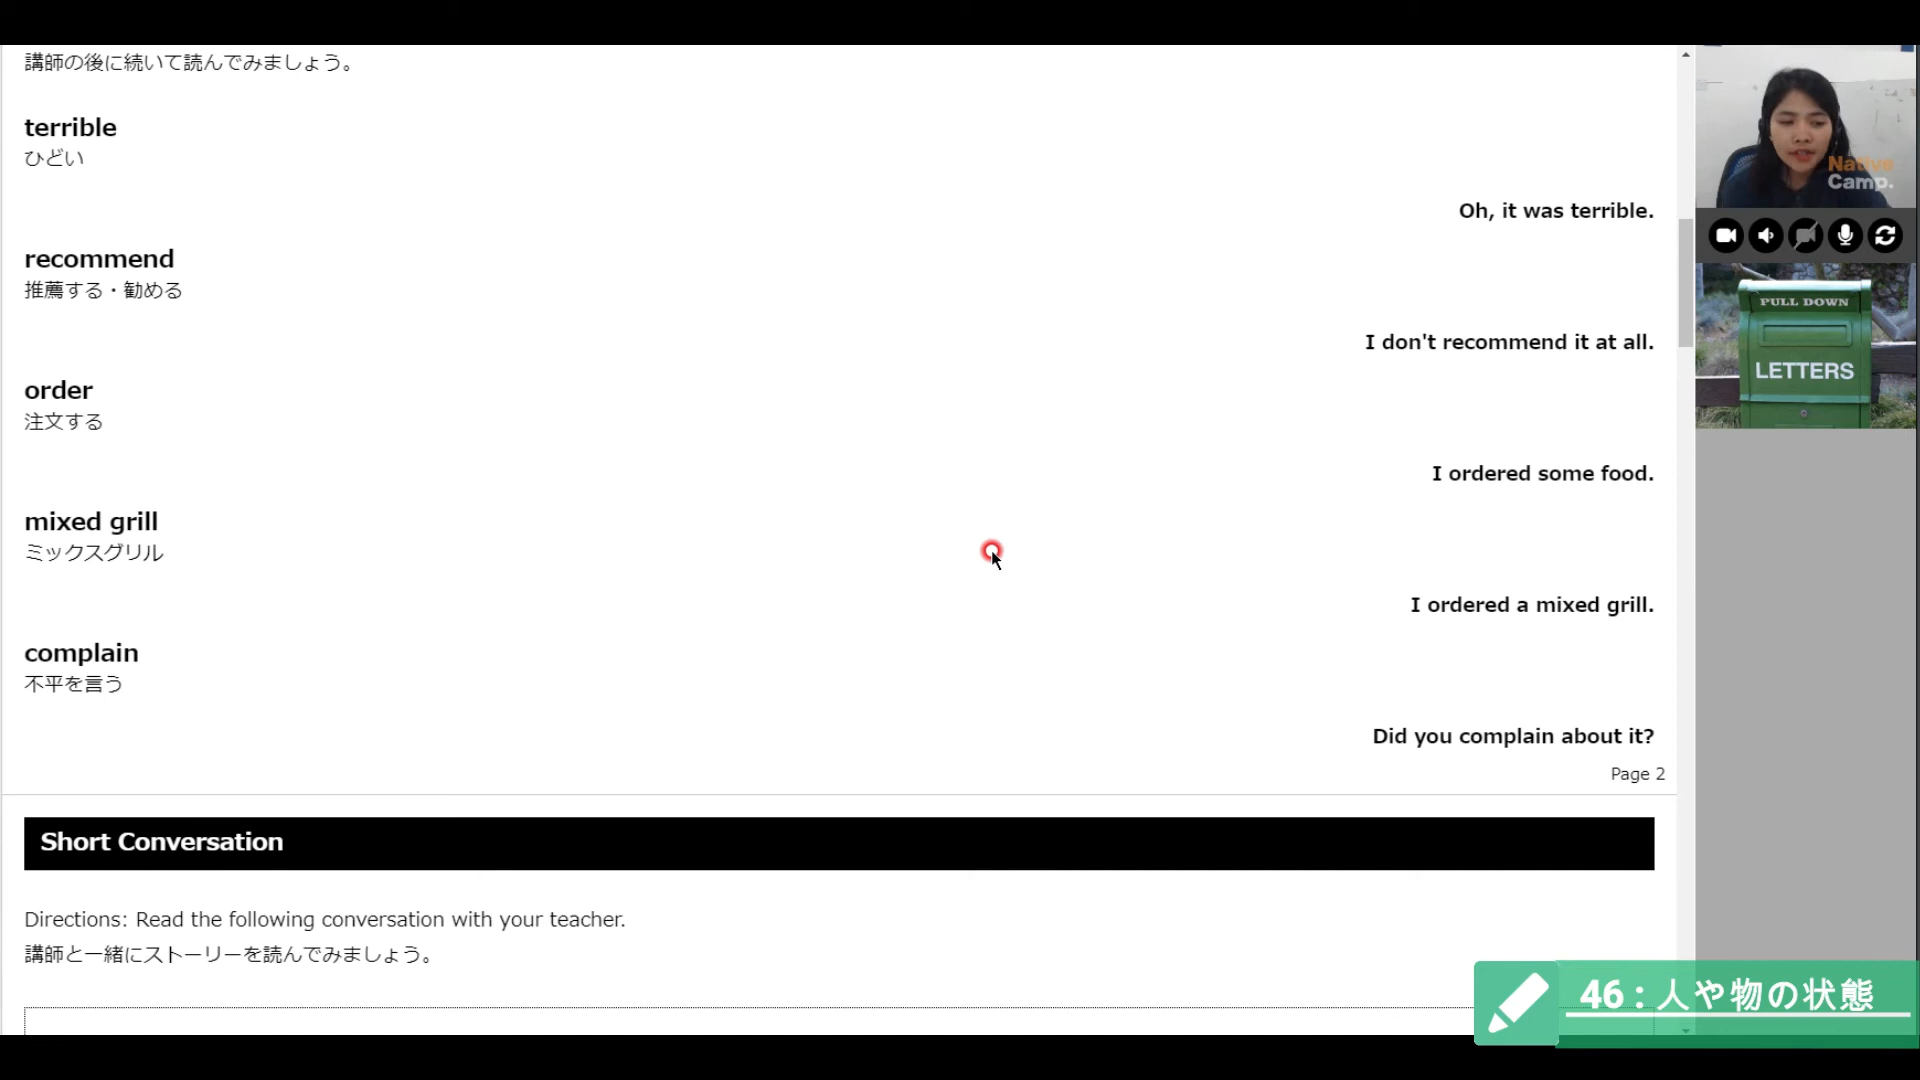 講師の後に続いて読んでみましょう。
terrible
ひどい
Oh, it was terrible.
recommend
推薦する・勧める
I don't recommend it at all.
order
注文する
I ordered some food.
mixed grill
ミックスグリル
I ordered a mixed grill.
complain
不平を言う
Did you complain about it?
Page 2
Short Conversation
Directions: Read the following conversation with your teacher.
講師と一緒にストーリーを読んでみましょう。
Native
Camp.
PULL DOWN
LETTERS
46：人や物の状態